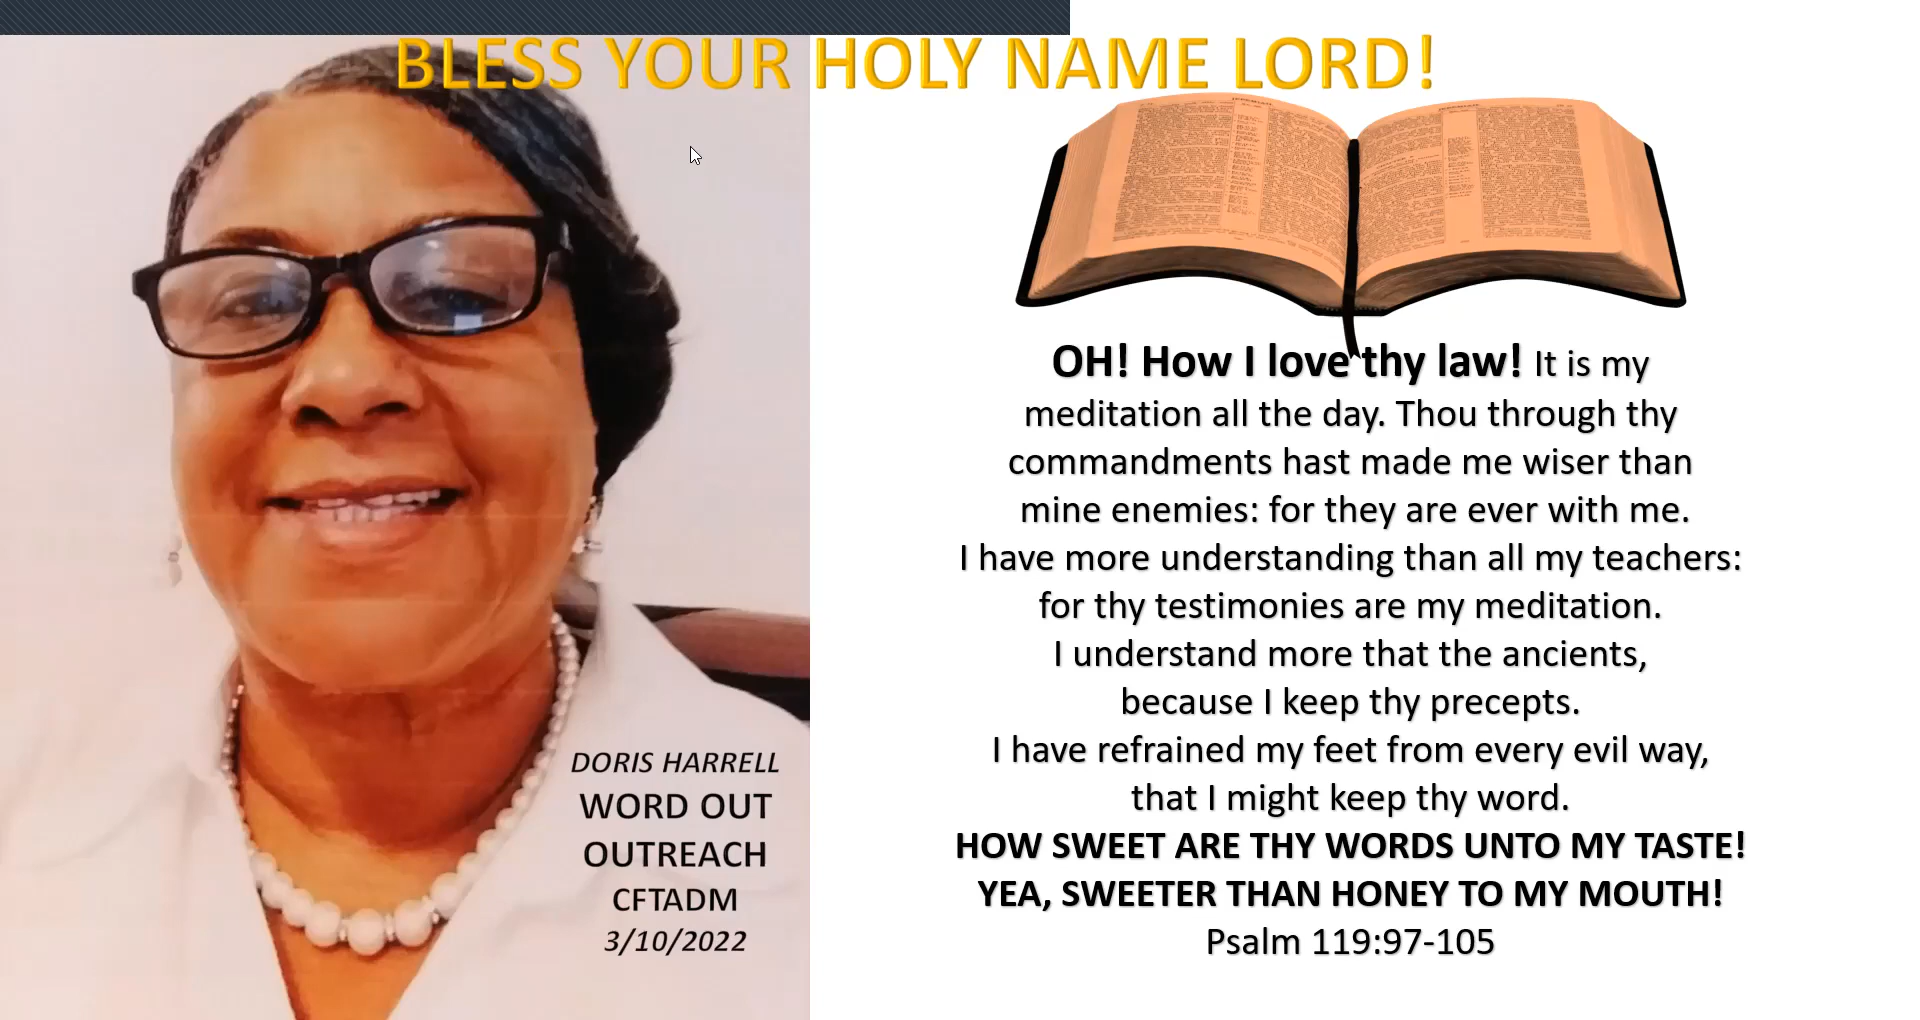 BLESS YOUR HOLY NAME LORD!
JEREMIAH
JEREMIAH
OH! How I love thy law! It is my
meditation all the day. Thou through thy
commandments hast made me wiser than
mine enemies: for they are ever with me.
I have more understanding than all my teachers:
for thy testimonies are my meditation.
I understand more that the ancients,
because I keep thy precepts.
I have refrained my feet from every evil way,
that I might keep thy word.
HOW SWEET ARE THY WORDS UNTO MY TASTE!
YEA, SWEETER THAN HONEY TO MY MOUTH!
Psalm 119:97-105
DORIS HARRELL
WORD OUT
OUTREACH
CFTADM
3/10/2022